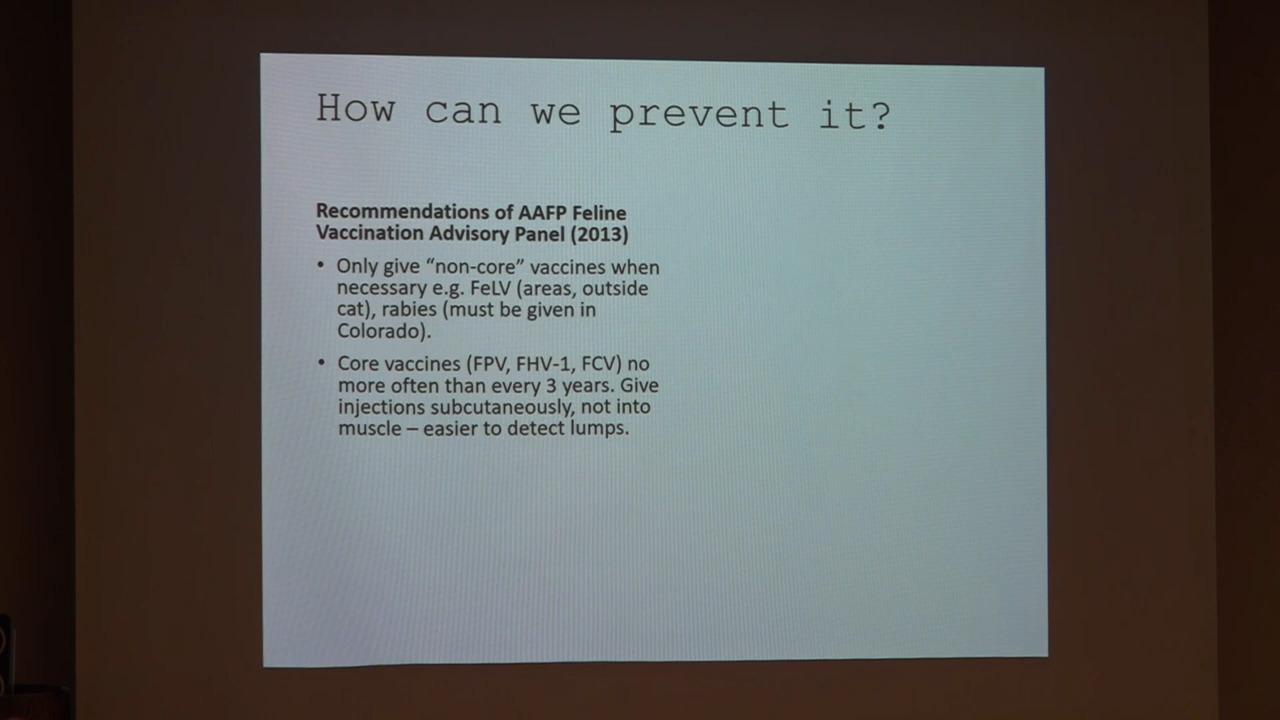 How can we prevent it?
Recommendations of AAFP Feline
Vaccination Advisory Panel (2013)
• Only give “non-core” vaccines when
necessary e.g. FeLV (areas, outside
cat), rabies (must be given in
Colorado).
• Core vaccines (FPV, FHV-1, FCV) no
more often than every 3 years. Give
injections subcutaneously, not into
muscle – easier to detect lumps.